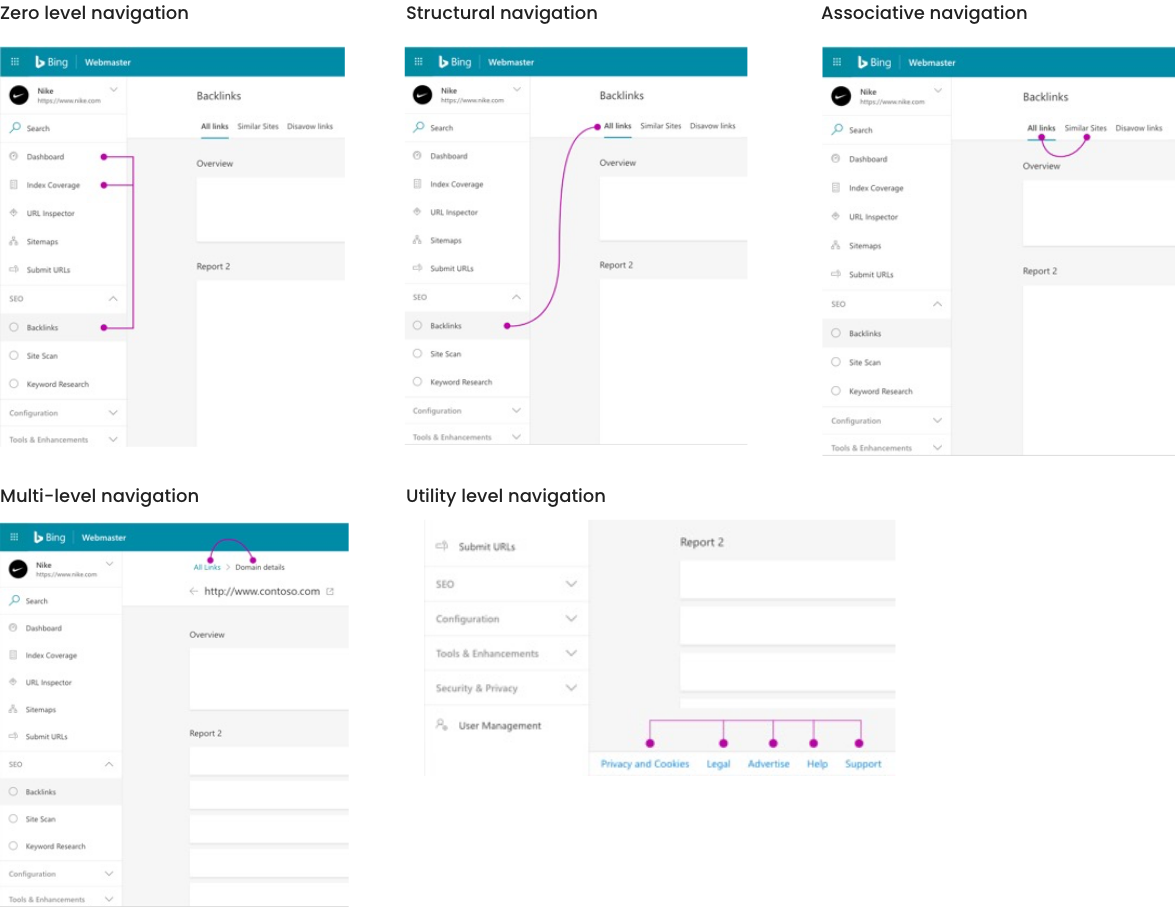 Zero level navigation
Bing Webmaster
Nike
https://www.nike.com
Search
Dashboard
Index Coverage
URL Inspector
Sitemaps
Submit URLs
SEO
Backlinks
Site Scan
Keyword Research
Configuration
Tools & Enhancements
Backlinks
All links Similar Sites Disavow links
Overview
Report 2
Structural navigation
Bing Webmaster
Nike
https://www.nike.com
Search
Dashboard
Index Coverage
URL Inspector
Sitemaps
Submit URLs
SEO
Backlinks
Site Scan
Keyword Research
Configuration
Tools & Enhancements
Backlinks
All links Similar Sites Disavow links
Overview
Report 2
Associative navigation
Bing Webmaster
Nike
https://www.nike.com
Search
Dashboard
Index Coverage
URL Inspector
Sitemaps
Submit URLs
SEO
Backlinks
Site Scan
Keyword Research
Configuration
Tools & Enhancements
Backlinks
All links Similar Sites Disavow links
Overview
Report 2
Multi-level navigation
Bing Webmaster
Nike
https://www.nike.com
Search
Dashboard
Index Coverage
URL Inspector
Sitemaps
Submit URLs
SEO
Backlinks
Site Scan
Keyword Research
Configuration
Tools & Enhancements
All Links > Domain details
http://www.contoso.com
Overview
Report 2
Utility level navigation
Submit URLs
SEO
Configuration
Tools & Enhancements
Security & Privacy
User Management
Report 2
Privacy and Cookies Legal Advertise Help Support